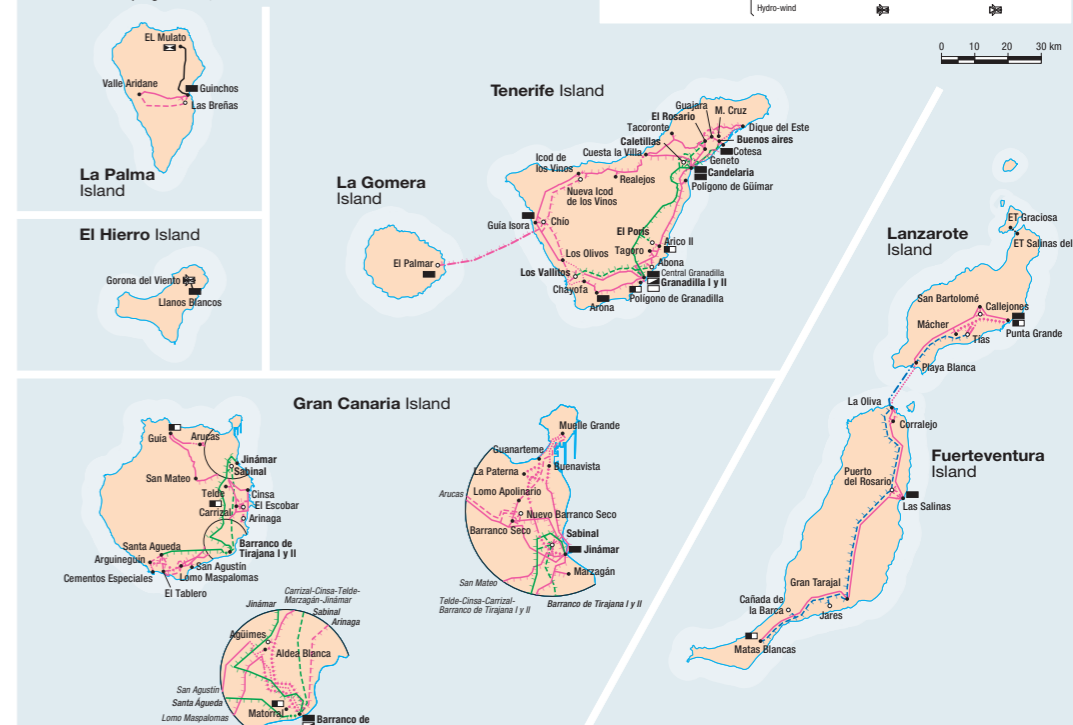 Hydro-wind
0 10 20 30 km
EL Mulato
Valle Aridane
Guinchos
Las Breñas
La Palma
Island
El Hierro Island
Gorona del Viento
Llanos Blancos
Tenerife Island
Guajara
M. Cruz
El Rosario
Tacoronte
Dique del Este
Caletillas
Buenos aires
Cuesta la Villa
Cotesa
Geneto
Icod de
los Vinos
Candelaria
Realejos
Polígono de Güímar
Nueva Icod
de los Vinos
La Gomera
Island
Guía Isora
Chío
El Porís
Arico II
Tagoro
El Palmar
Los Olivos
Abona
Los Vallitos
Central Granadilla
Granadilla I y II
Chayofa
Polígono de Granadilla
Arona
Lanzarote
Island
ET Graciosa
ET Salinas del
San Bartolomé
Callejones
Mácher
Punta Grande
Tías
Playa Blanca
La Oliva
Corralejo
Fuerteventura
Island
Puerto
del Rosario
Las Salinas
Gran Tarajal
Cañada de
la Barca
Jares
Matas Blancas
Gran Canaria Island
Guía
Arucas
Jinámar
Sabinal
San Mateo
Telde
Cinsa
El Escobar
Carrizal
Arinaga
Barranco de
Tirajana I y II
Santa Agueda
Arguineguín
San Agustín
Cementos Especiales
Lomo Maspalomas
El Tablero
Muelle Grande
Guanarteme
Buenavista
La Paterna
Arucas
Lomo Apolinario
Nuevo Barranco Seco
Barranco Seco
Sabinal
Jinámar
Marzagán
San Mateo
Telde-Cinsa-Carrizal-
Barranco de Tirajana I y II
Barranco de Tirajana I y II
Carrizal-Cinsa-Telde-
Marzagán-Jinámar
Jinámar
Sabinal
Arinaga
Agüimes
Aldea Blanca
San Agustín
Santa Águeda
Matorral
Lomo Maspalomas
Barranco de